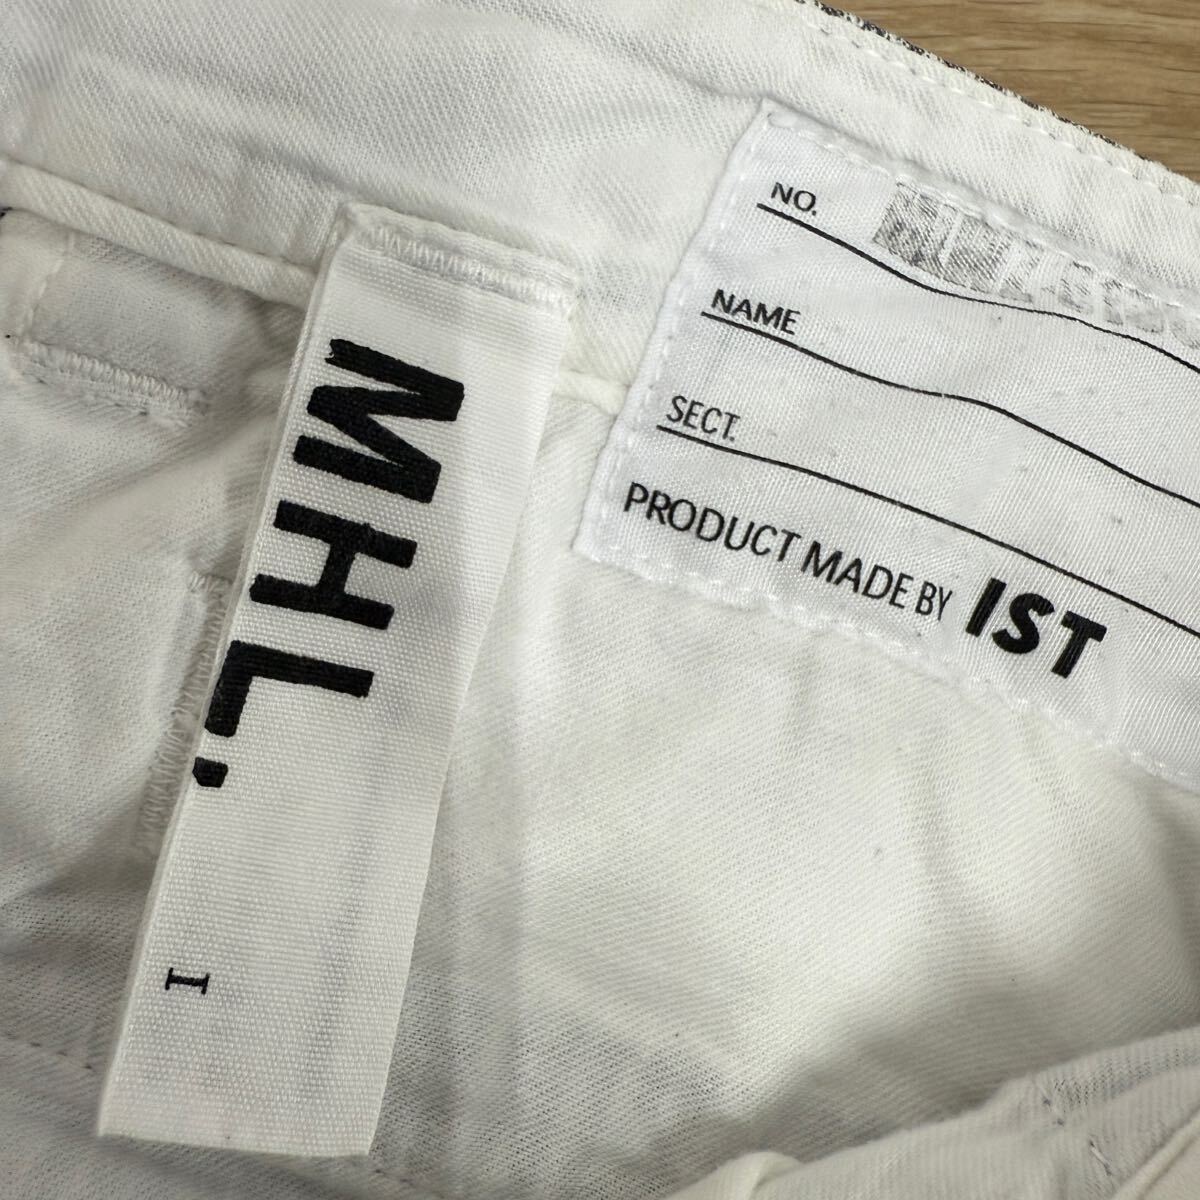 MHL.
I
NO.
NAME
SECT.
PRODUCT MADE BY IST